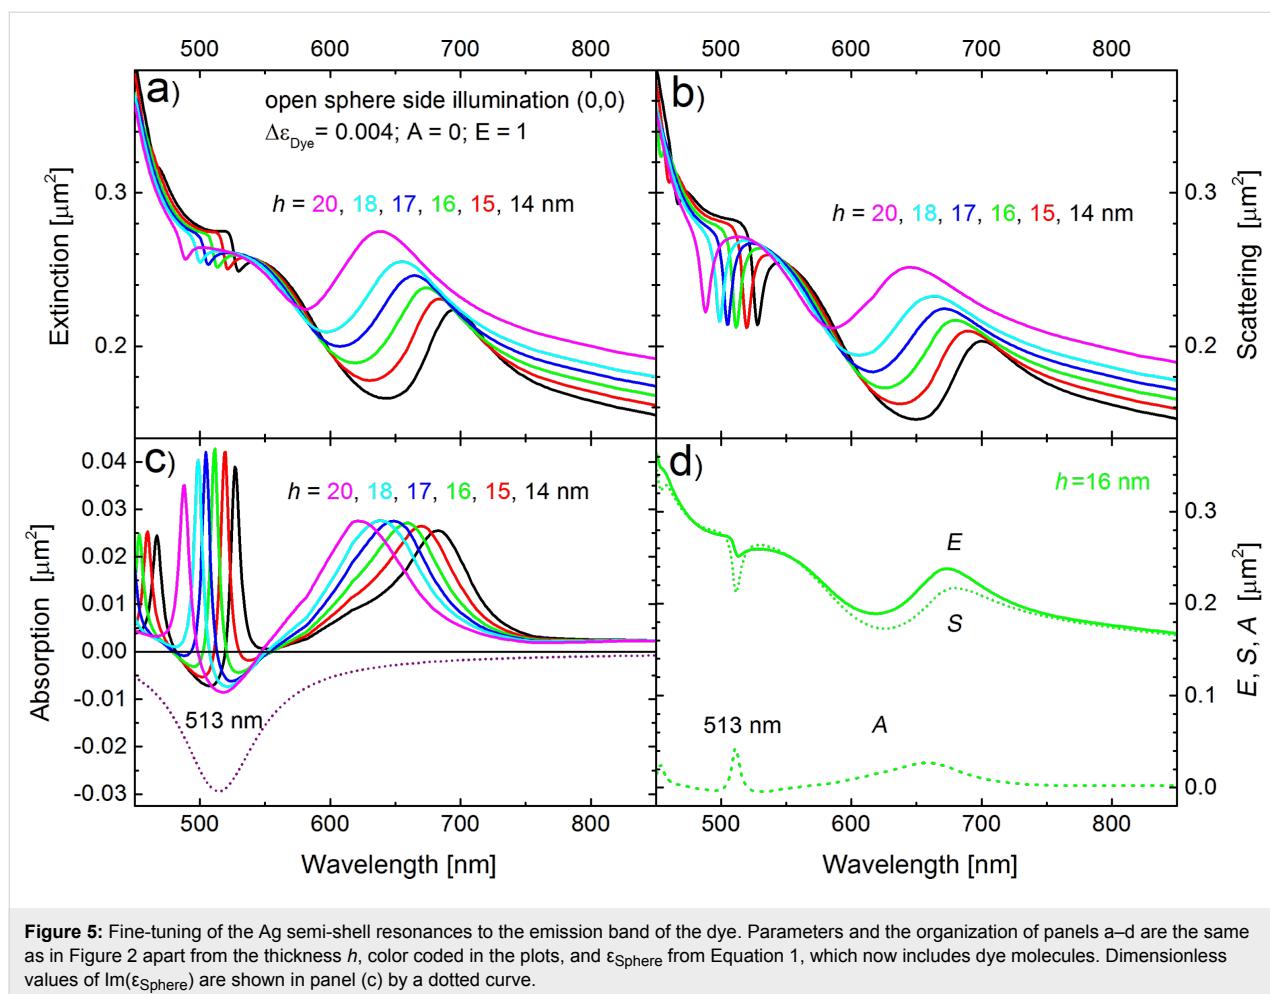 500 600 700 800 500 600 700 800
a)
open sphere side illumination (0,0)
Δε_Dye = 0.004; A = 0; E = 1
h = 20, 18, 17, 16, 15, 14 nm
0.3
0.2
Extinction [μm²]
b)
h = 20, 18, 17, 16, 15, 14 nm
0.3
0.2
Scattering [μm²]
c)
h = 20, 18, 17, 16, 15, 14 nm
0.04
0.03
0.02
0.01
0.00
-0.01
-0.02
-0.03
Absorption [μm²]
513 nm
500 600 700 800
Wavelength [nm]
d)
h=16 nm
E
S
513 nm
A
0.3
0.2
0.1
0.0
E, S, A [μm²]
500 600 700 800
Wavelength [nm]
Figure 5: Fine-tuning of the Ag semi-shell resonances to the emission band of the dye. Parameters and the organization of panels a–d are the same
as in Figure 2 apart from the thickness h, color coded in the plots, and ε_Sphere from Equation 1, which now includes dye molecules. Dimensionless
values of Im(ε_Sphere) are shown in panel (c) by a dotted curve.